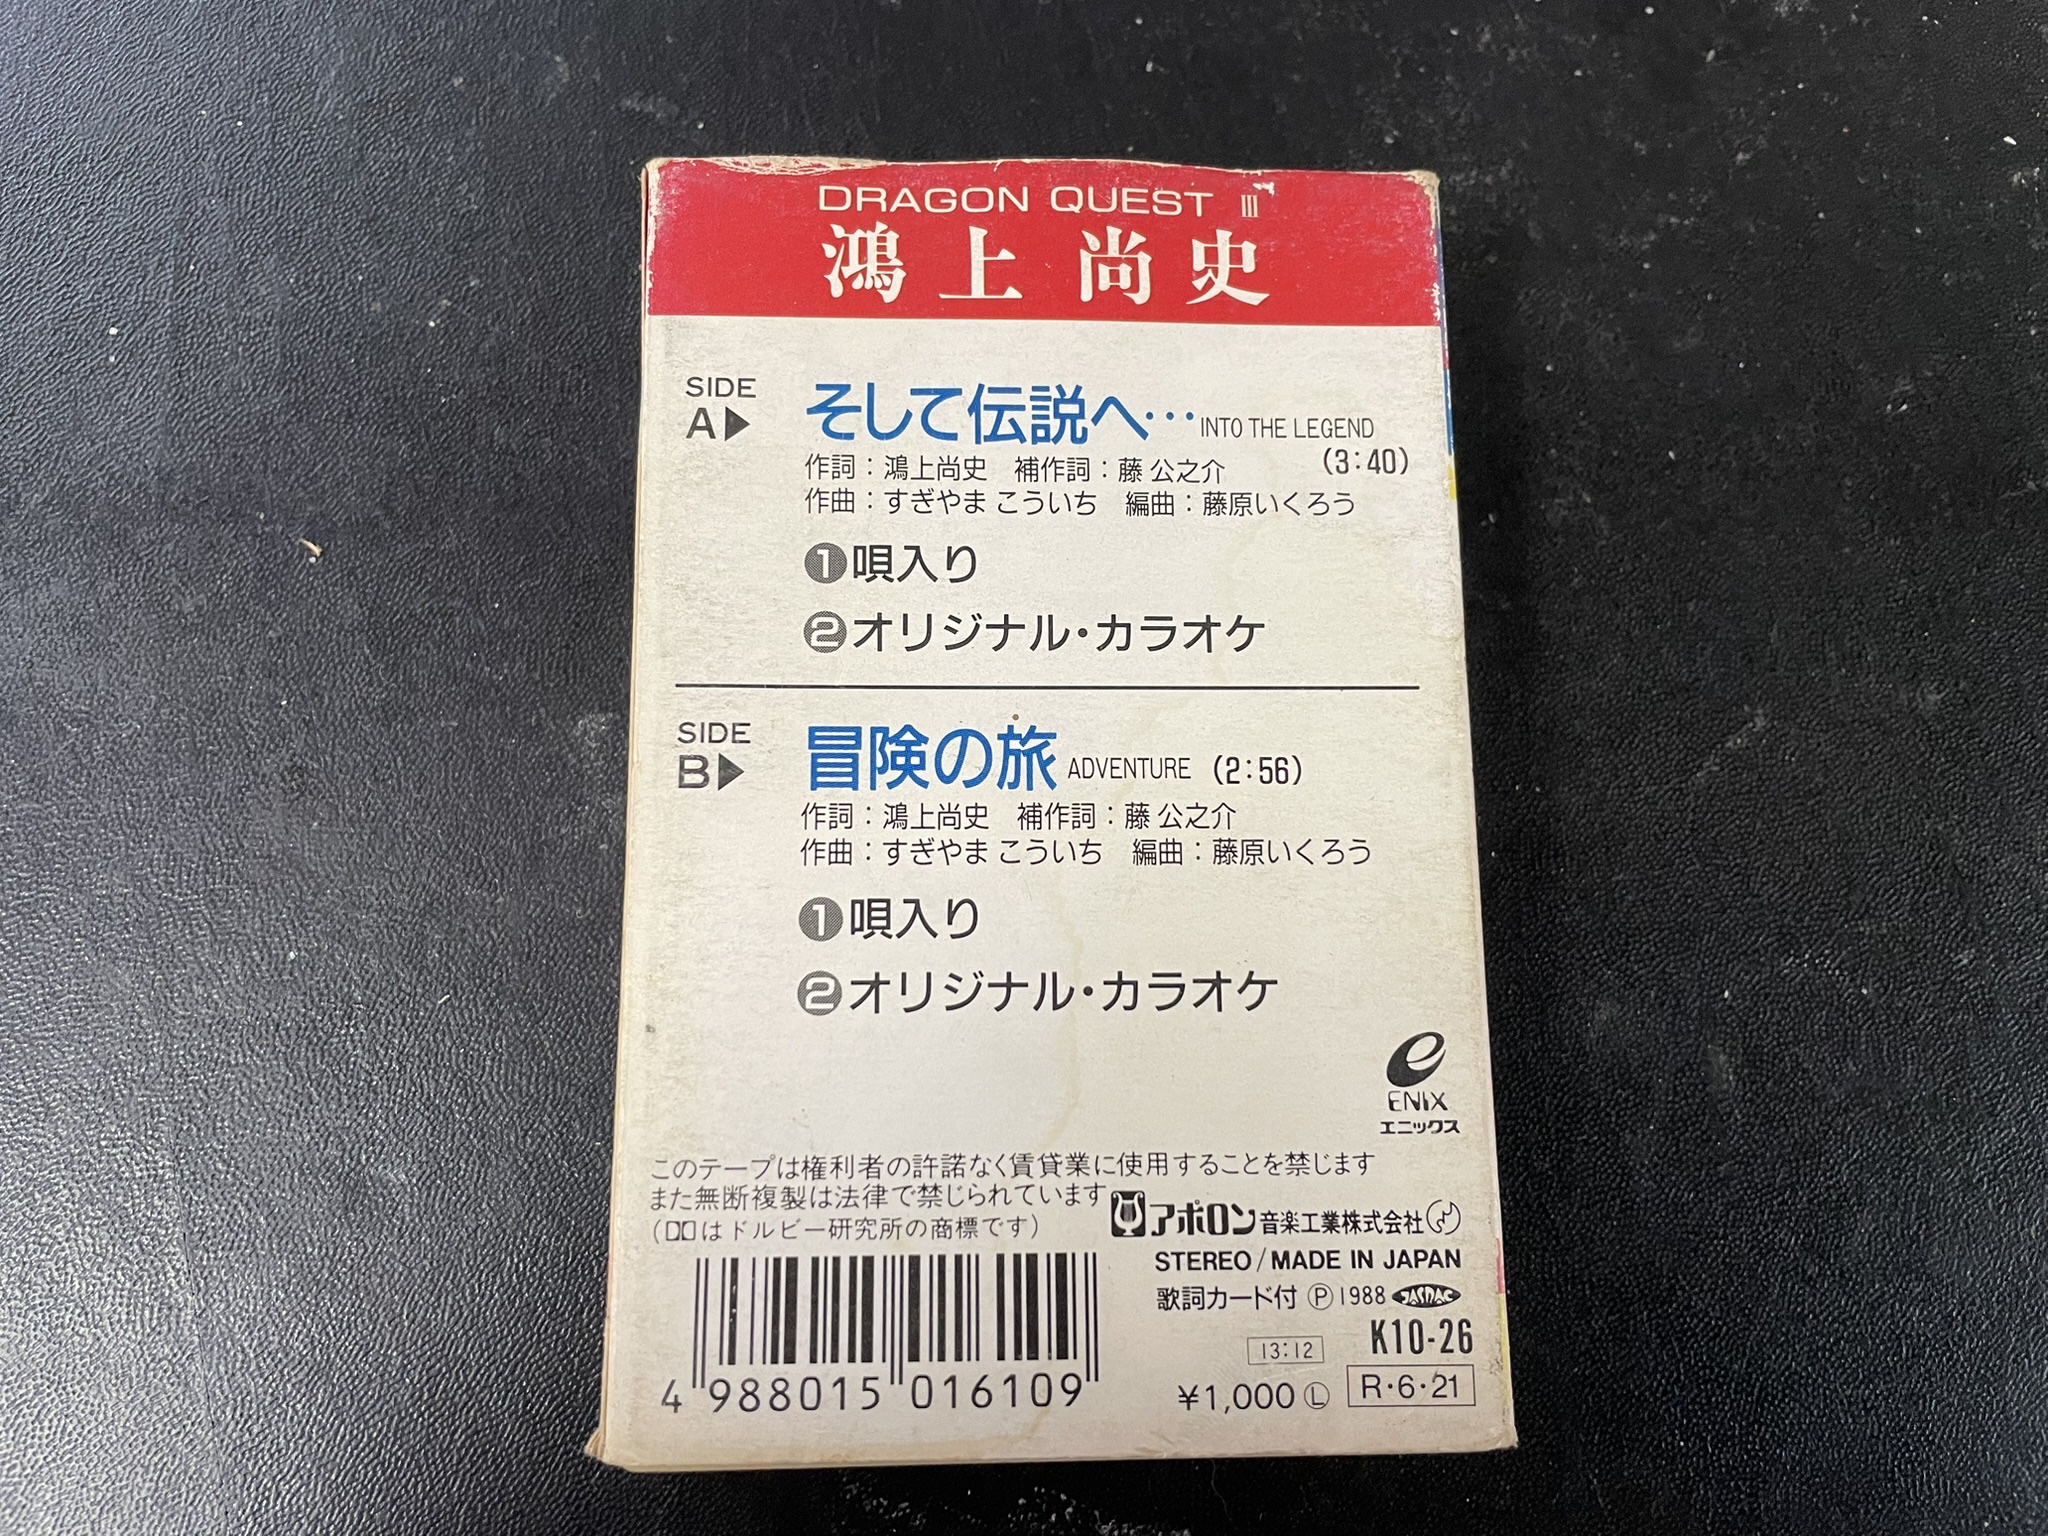 DRAGON QUEST III
鴻上尚史
SIDE A▶
そして伝説へ… INTO THE LEGEND
(3:40)
作詞：鴻上尚史　補作詞：藤 公之介
作曲：すぎやま こういち　編曲：藤原いくろう
❶唄入り
❷オリジナル・カラオケ
SIDE B▶
冒険の旅 ADVENTURE (2:56)
作詞：鴻上尚史　補作詞：藤 公之介
作曲：すぎやま こういち　編曲：藤原いくろう
❶唄入り
❷オリジナル・カラオケ
e
ENIX
エニックス
このテープは権利者の許諾なく賃貸業に使用することを禁じます
また無断複製は法律で禁じられています
(▯▯はドルビー研究所の商標です)
アポロン音楽工業株式会社
STEREO/MADE IN JAPAN
歌詞カード付 Ⓟ1988 JASRAC
K10-26
13:12
¥1,000 Ⓛ
R・6・21
4 988015 016109